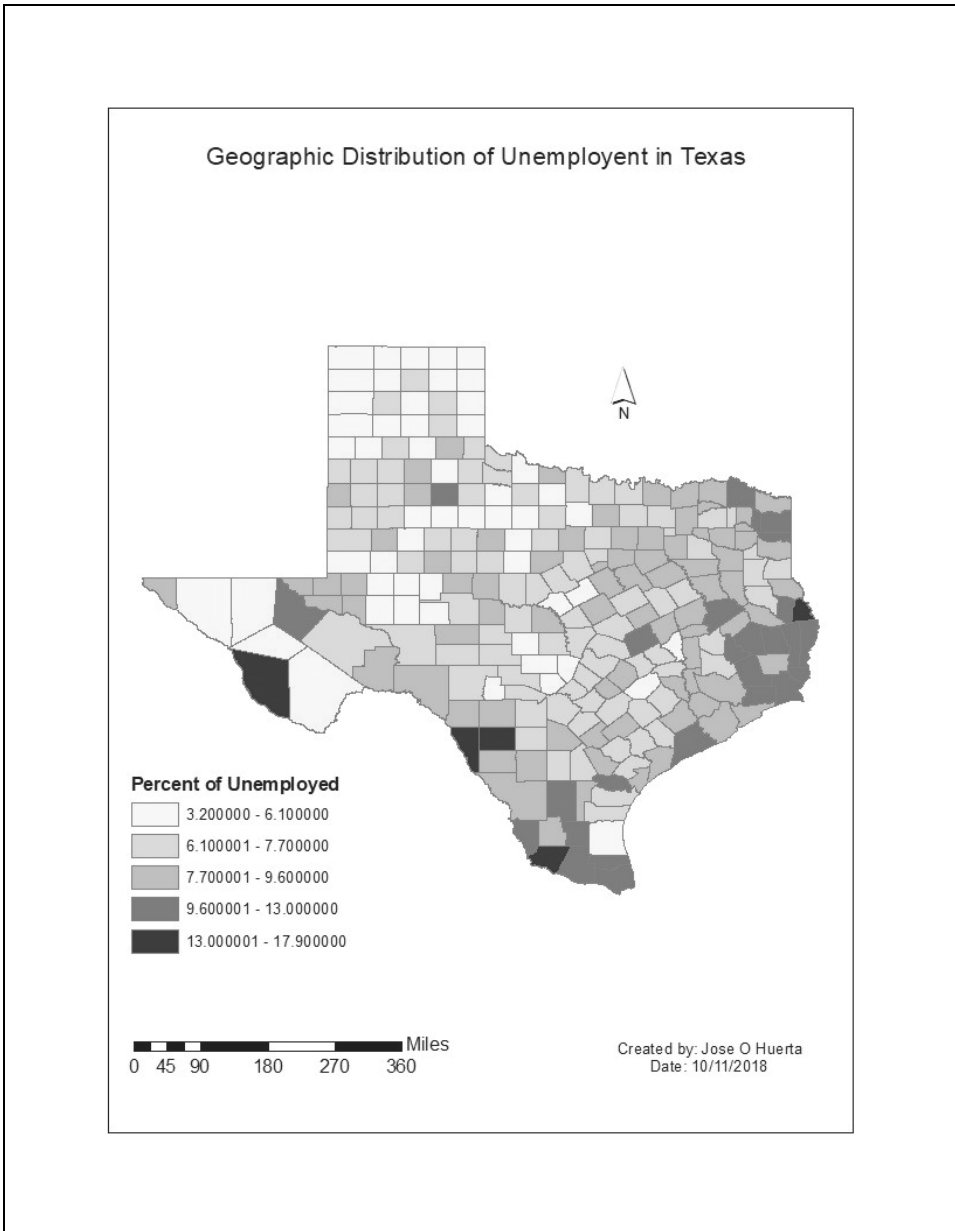 Geographic Distribution of Unemployent in Texas
N
Percent of Unemployed
3.200000 - 6.100000
6.100001 - 7.700000
7.700001 - 9.600000
9.600001 - 13.000000
13.000001 - 17.900000
Miles
0 45 90 180 270 360
Created by: Jose O Huerta
Date: 10/11/2018